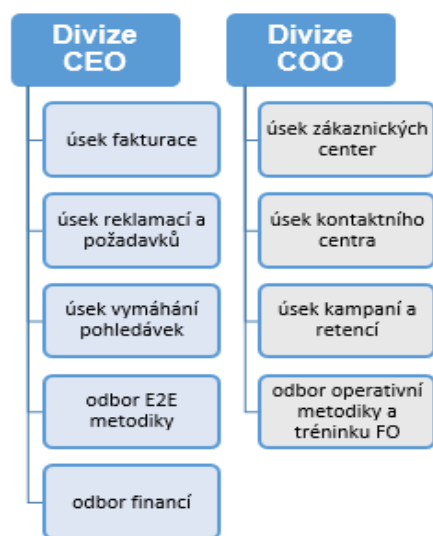 Divize
CEO
úsek fakturace
úsek reklamací a
požadavků
úsek vymáhání
pohledávek
odbor E2E
metodiky
odbor financí
Divize
COO
úsek zákaznických
center
úsek kontaktního
centra
úsek kampaní a
retencí
odbor operativní
metodiky a
tréninku FO